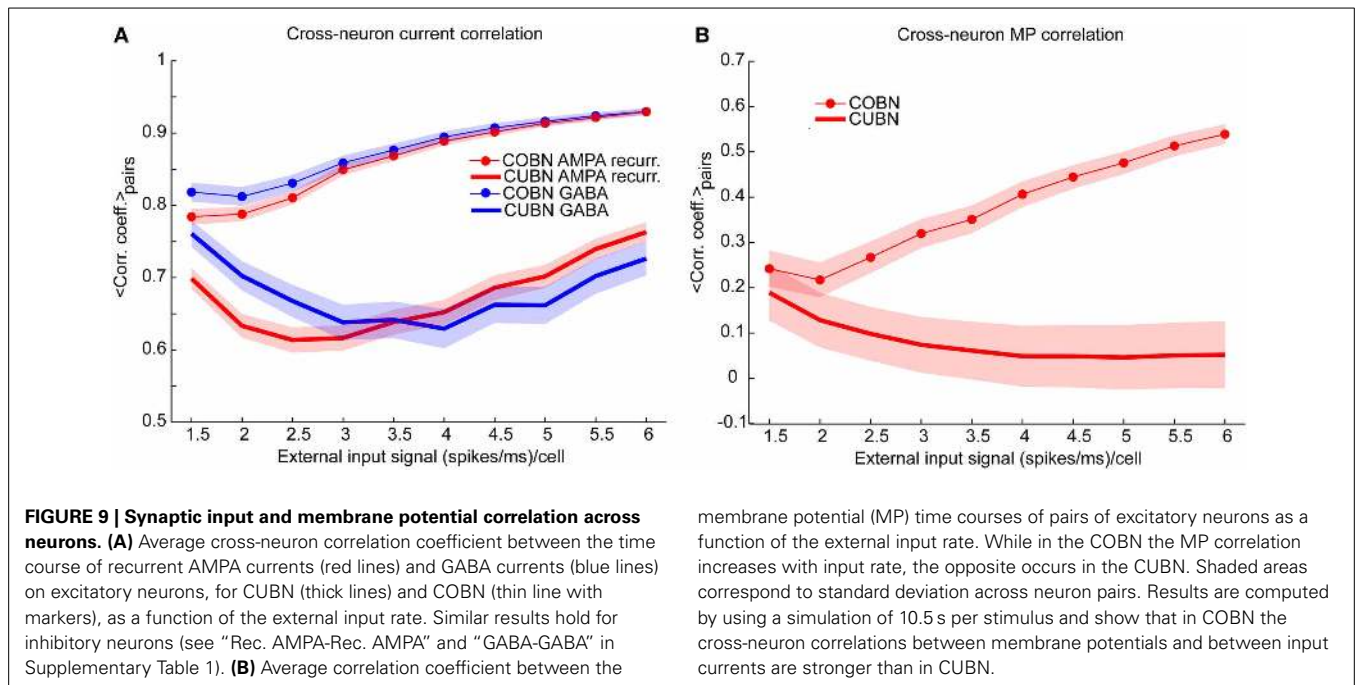 A
Cross-neuron current correlation
1
0.9
0.8
0.7
0.6
0.5
<Corr. coeff.>pairs
COBN AMPA recurr.
CUBN AMPA recurr.
COBN GABA
CUBN GABA
1.5 2 2.5 3 3.5 4 4.5 5 5.5 6
External input signal (spikes/ms)/cell
B
Cross-neuron MP correlation
0.7
0.6
0.5
0.4
0.3
0.2
0.1
0
-0.1
<Corr. coeff.>pairs
COBN
CUBN
1.5 2 2.5 3 3.5 4 4.5 5 5.5 6
External input signal (spikes/ms)/cell
FIGURE 9 | Synaptic input and membrane potential correlation across
neurons. (A) Average cross-neuron correlation coefficient between the time
course of recurrent AMPA currents (red lines) and GABA currents (blue lines)
on excitatory neurons, for CUBN (thick lines) and COBN (thin line with
markers), as a function of the external input rate. Similar results hold for
inhibitory neurons (see “Rec. AMPA-Rec. AMPA” and “GABA-GABA” in
Supplementary Table 1). (B) Average correlation coefficient between the
membrane potential (MP) time courses of pairs of excitatory neurons as a
function of the external input rate. While in the COBN the MP correlation
increases with input rate, the opposite occurs in the CUBN. Shaded areas
correspond to standard deviation across neuron pairs. Results are computed
by using a simulation of 10.5 s per stimulus and show that in COBN the
cross-neuron correlations between membrane potentials and between input
currents are stronger than in CUBN.